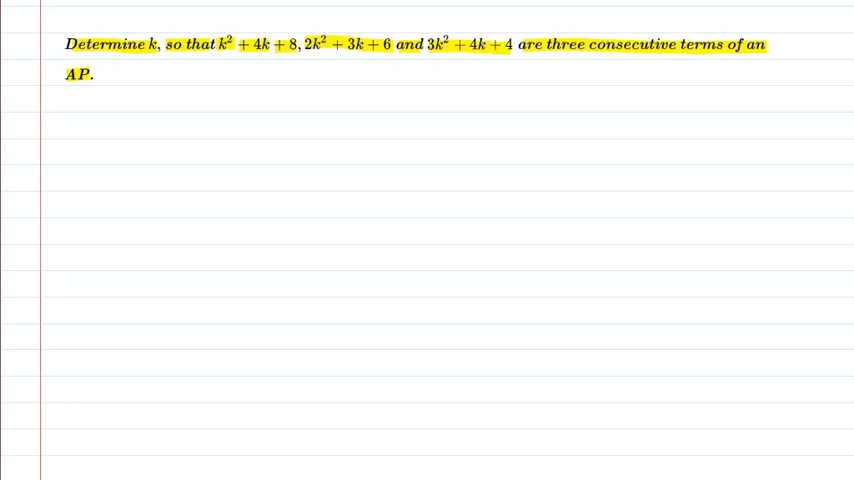 Determine k, so that k² + 4k + 8, 2k² + 3k + 6 and 3k² + 4k + 4 are three consecutive terms of an
AP.